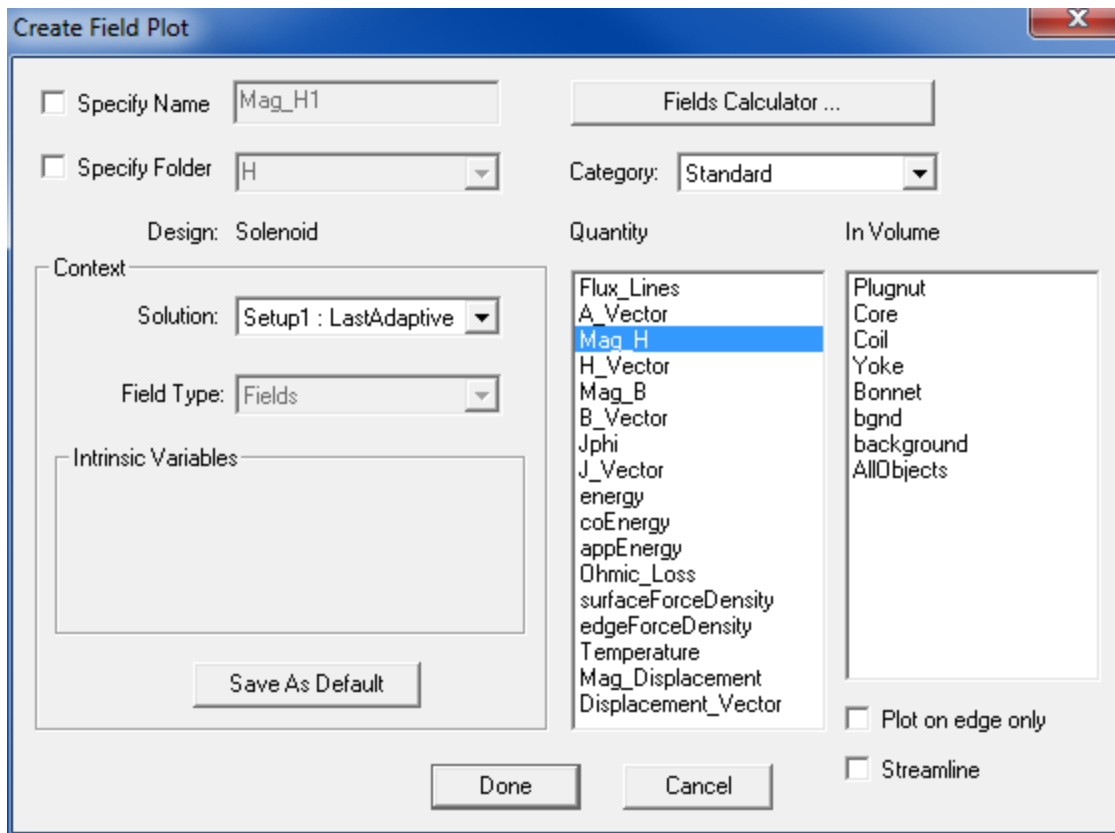 Create Field Plot
X
Specify Name Mag_H1
Fields Calculator ...
Specify Folder H
Category: Standard
Design: Solenoid
Quantity
In Volume
Context
Solution: Setup1 : LastAdaptive
Field Type: Fields
Intrinsic Variables
Save As Default
Flux_Lines
A_Vector
Mag_H
H_Vector
Mag_B
B_Vector
Jphi
J_Vector
energy
coEnergy
appEnergy
Ohmic_Loss
surfaceForceDensity
edgeForceDensity
Temperature
Mag_Displacement
Displacement_Vector
Plugnut
Core
Coil
Yoke
Bonnet
bgnd
background
AllObjects
Plot on edge only
Streamline
Done
Cancel